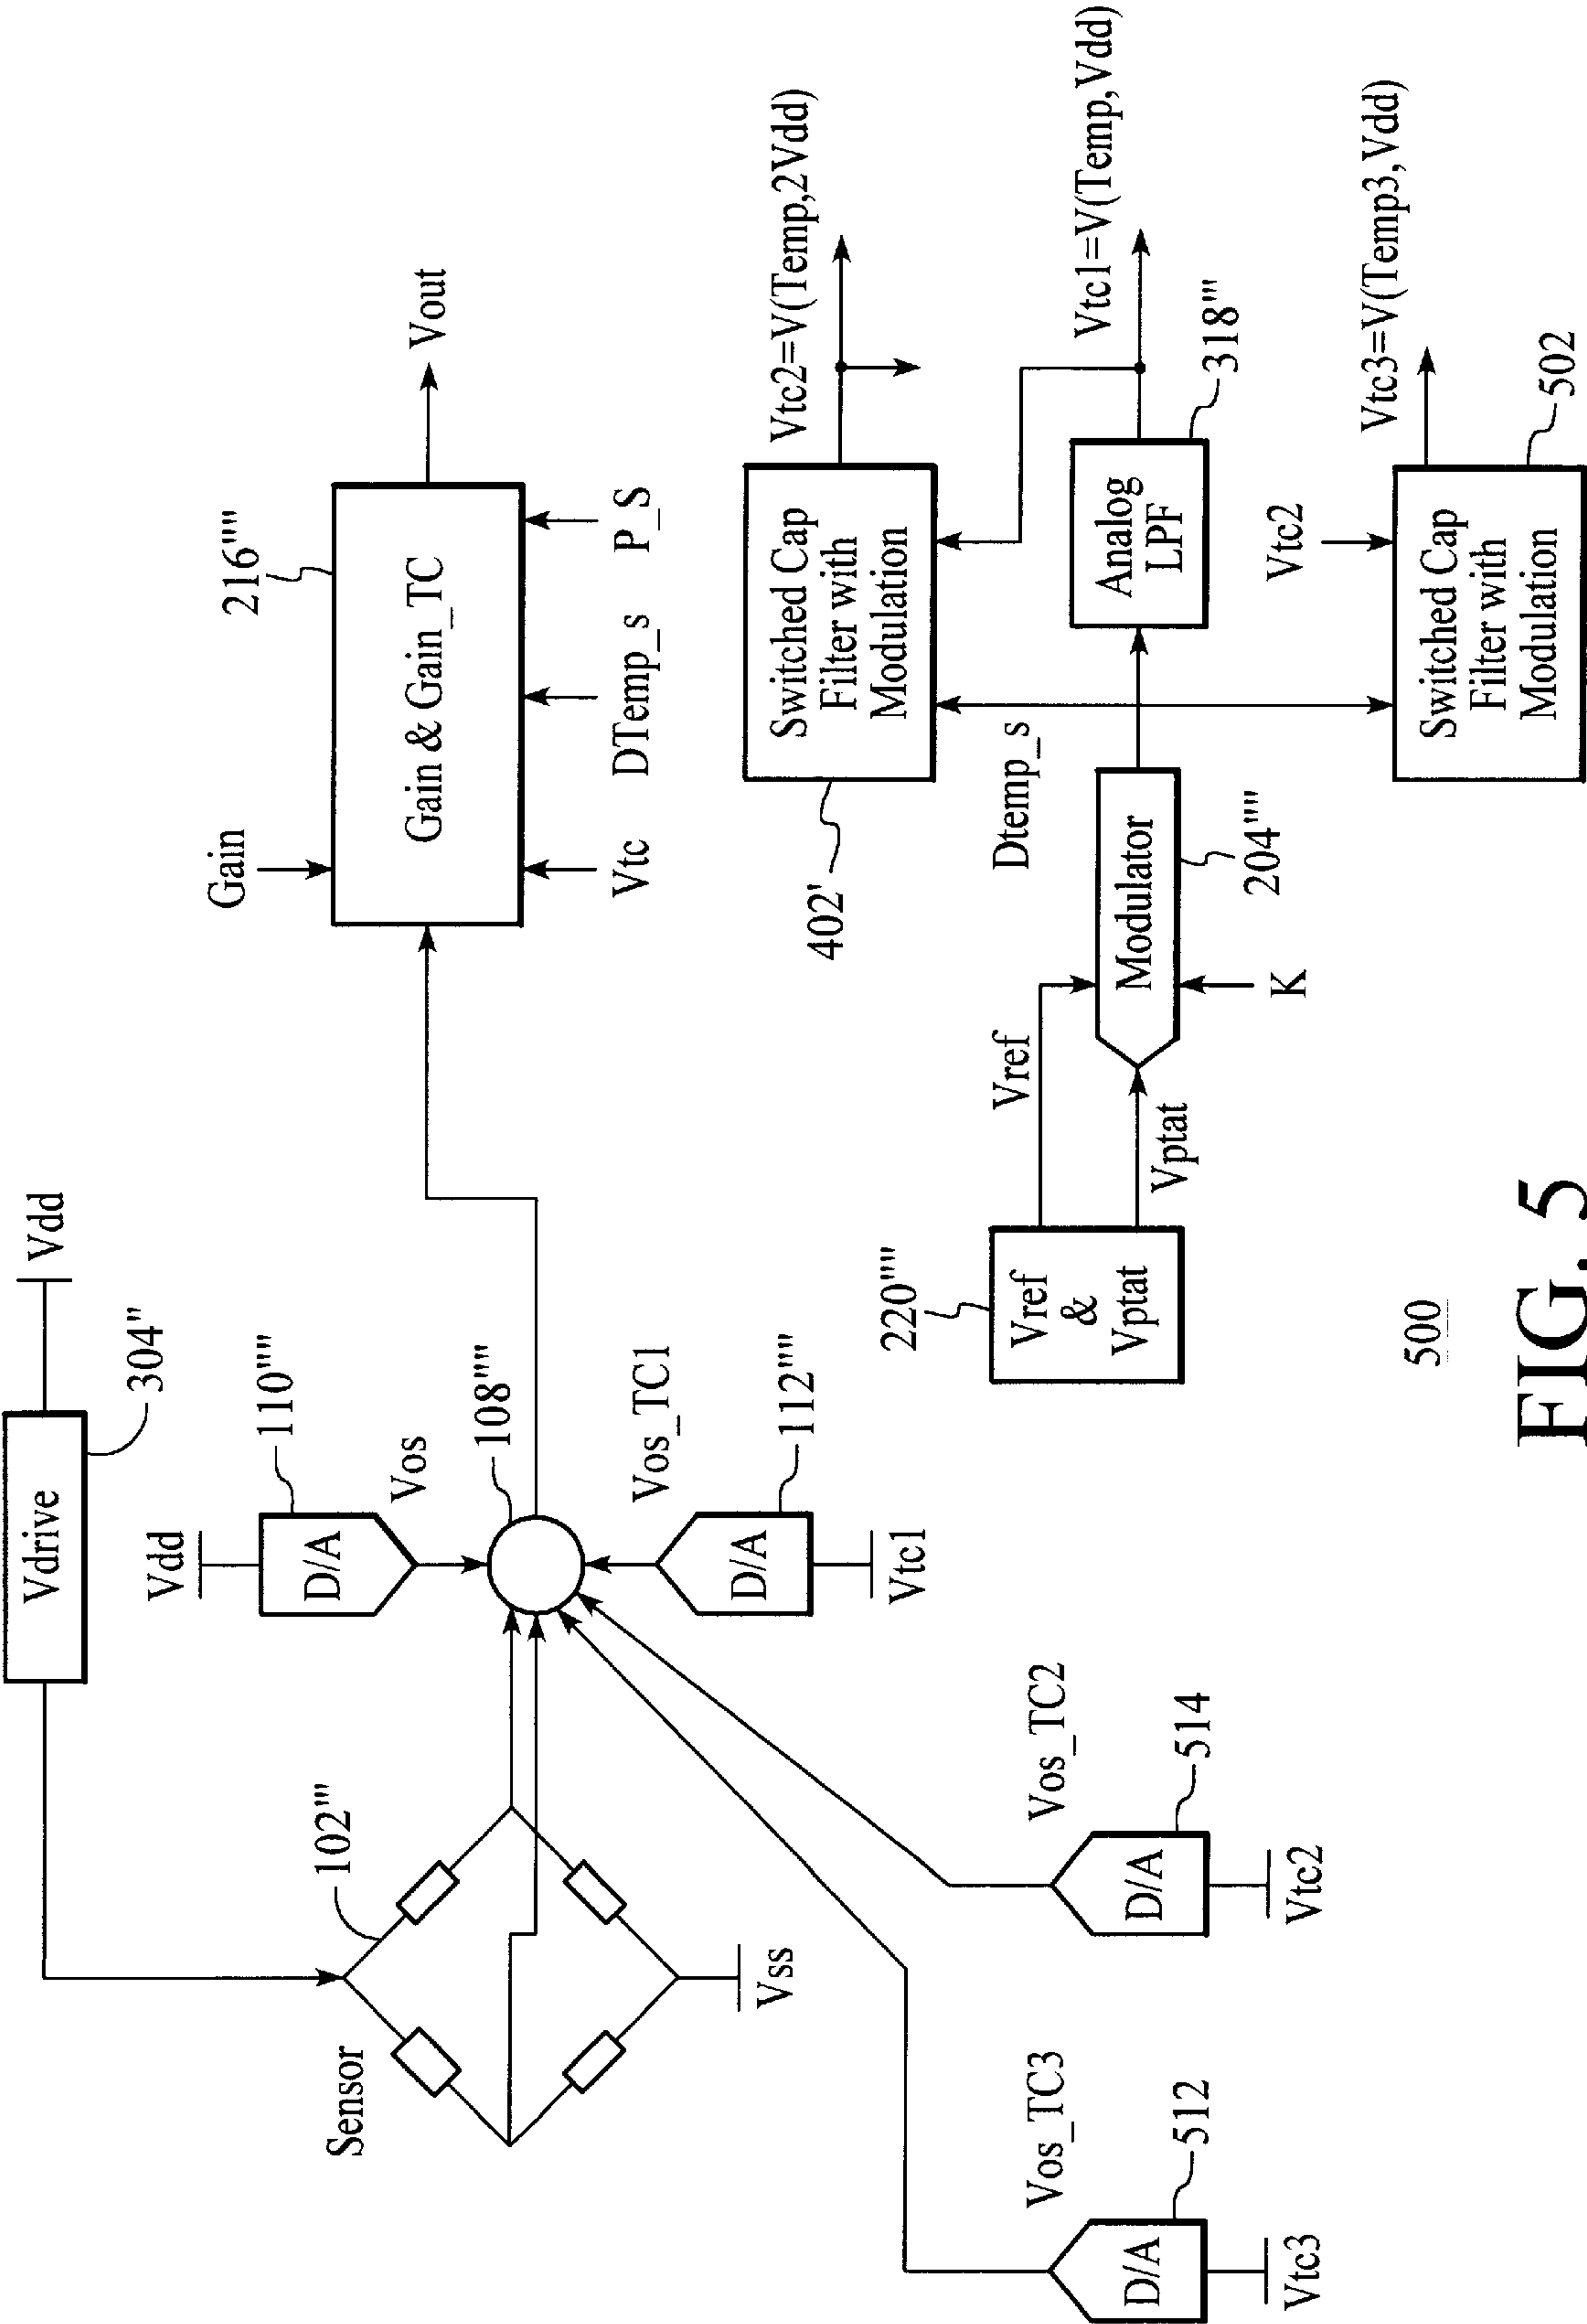 Vdrive
Vdd
304"
Vdd
D/A
110""
Vos
108""
Vos_TC1
D/A
112""
Vtc1
Sensor
102'''
Vss
Vos_TC3
D/A
512
Vtc3
Vos_TC2
D/A
514
Vtc2
Gain
216""
Gain & Gain_TC
Vout
Vtc
DTemp_s
P_S
220""
Vref
&
Vptat
Vref
Vptat
Modulator
204""
K
Dtemp_s
402'
Switched Cap
Filter with
Modulation
Vtc2=V(Temp,2Vdd)
Analog
LPF
318'''
Vtc1=V(Temp,Vdd)
Vtc2
Switched Cap
Filter with
Modulation
Vtc3=V(Temp3,Vdd)
502
500
FIG. 5